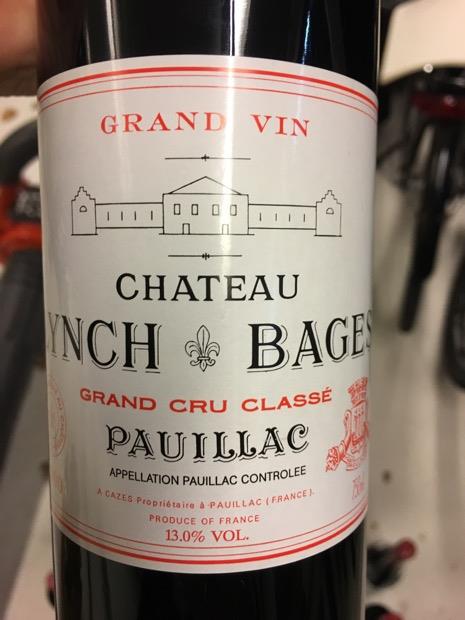 GRAND VIN
CHATEAU
YNCH BAGES
GRAND CRU CLASSÉ
PAUILLAC
APPELLATION PAUILLAC CONTROLEE
A CAZES Propriétaire à PAUILLAC (FRANCE).
PRODUCE OF FRANCE
13.0% VOL.